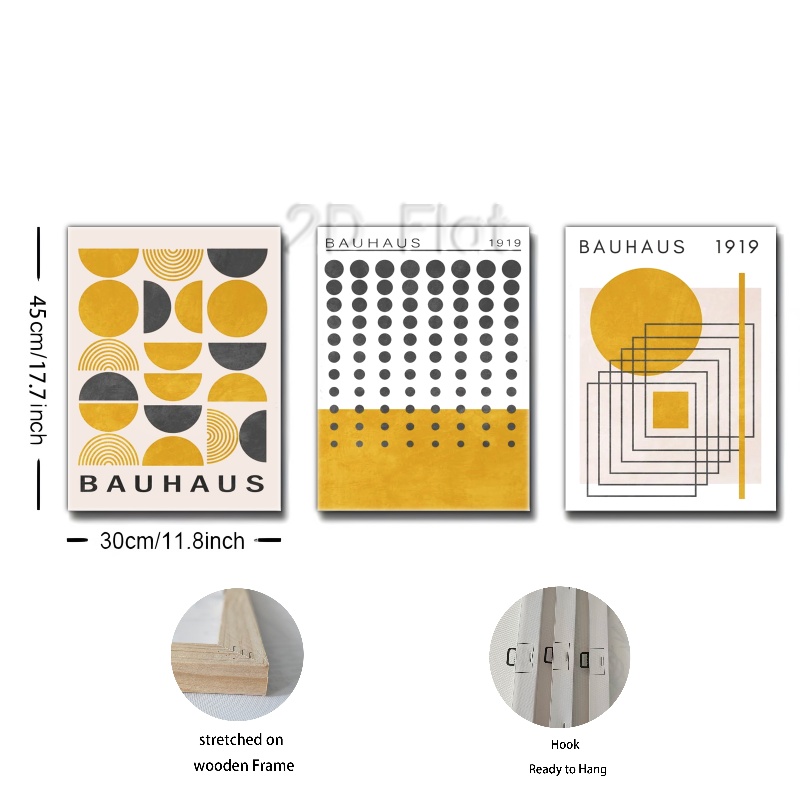 2D Flat
BAUHAUS 1919
BAUHAUS 1919
45cm/17.7inch
BAUHAUS
30cm/11.8inch
stretched on
wooden Frame
Hook
Ready to Hang